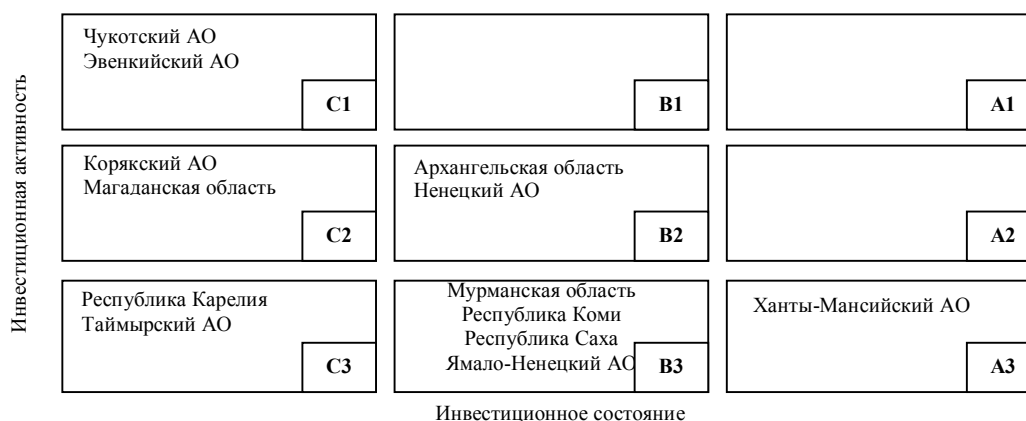 Инвестиционная активность
Чукотский АО
Эвенкийский АО
C1
B1
A1
Корякский АО
Магаданская область
C2
Архангельская область
Ненецкий АО
B2
A2
Республика Карелия
Таймырский АО
C3
Мурманская область
Республика Коми
Республика Саха
Ямало-Ненецкий АО
B3
Ханты-Мансийский АО
A3
Инвестиционное состояние